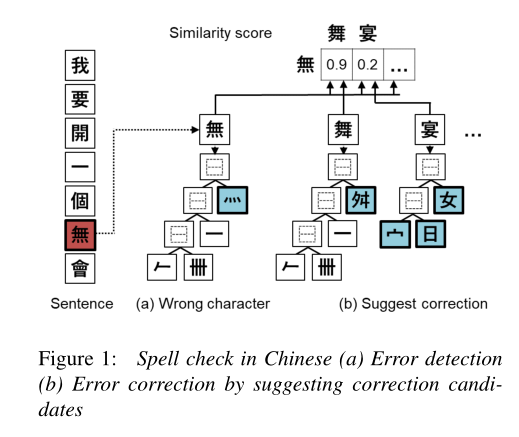 Similarity score
舞 宴
無 0.9 0.2 ...
我
要
開
一
個
無
會
無 舞 宴 ...
灬 舛 女
一 一 宀 日
𠂉 卌 𠂉 卌
Sentence (a) Wrong character (b) Suggest correction
Figure 1: Spell check in Chinese (a) Error detection
(b) Error correction by suggesting correction candi-
dates